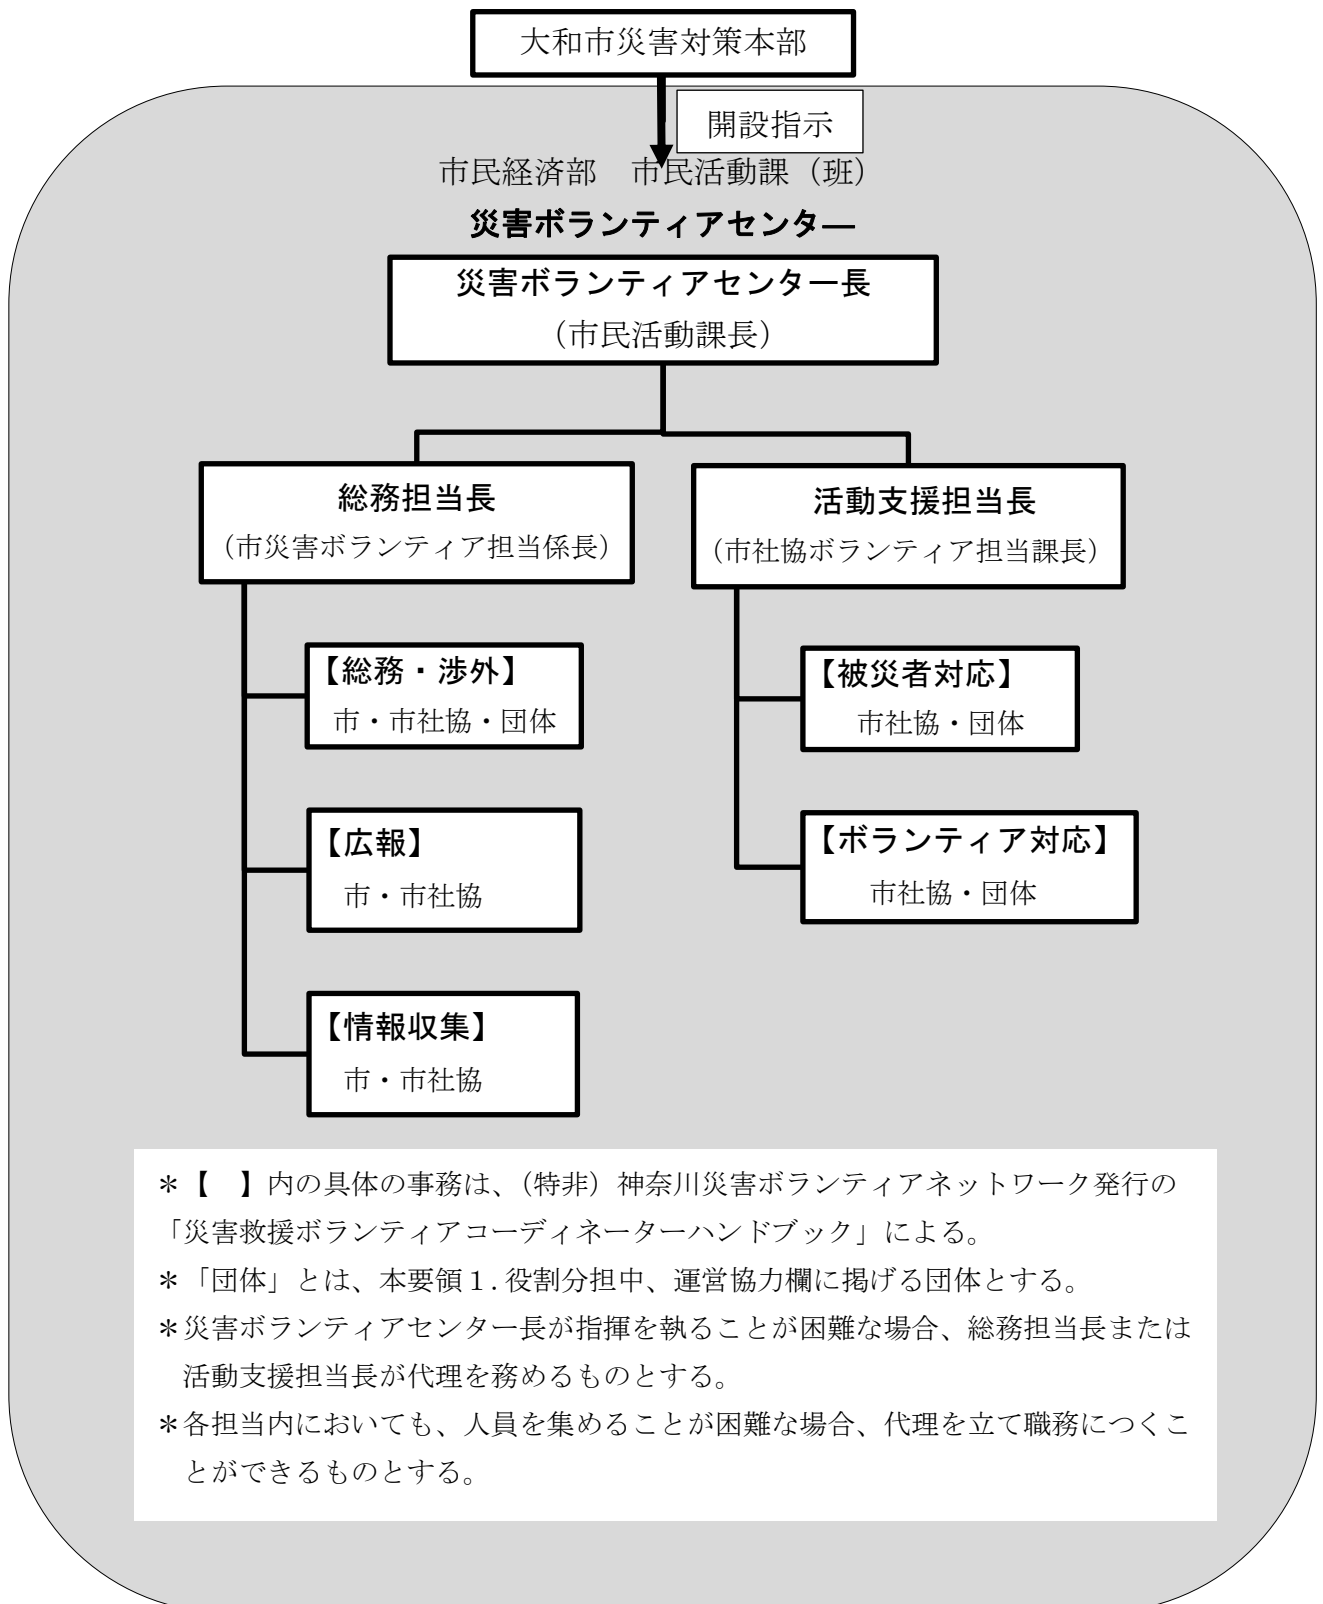 大和市災害対策本部
開設指示
市民経済部　市民活動課（班）
災害ボランティアセンター
災害ボランティアセンター長
（市民活動課長）
総務担当長
（市災害ボランティア担当係長）
活動支援担当長
（市社協ボランティア担当課長）
【総務・渉外】
市・市社協・団体
【広報】
市・市社協
【情報収集】
市・市社協
【被災者対応】
市社協・団体
【ボランティア対応】
市社協・団体
＊【　】内の具体の事務は、（特非）神奈川災害ボランティアネットワーク発行の
「災害救援ボランティアコーディネーターハンドブック」による。
＊「団体」とは、本要領１.役割分担中、運営協力欄に掲げる団体とする。
＊災害ボランティアセンター長が指揮を執ることが困難な場合、総務担当長または
活動支援担当長が代理を務めるものとする。
＊各担当内においても、人員を集めることが困難な場合、代理を立て職務につくこ
とができるものとする。